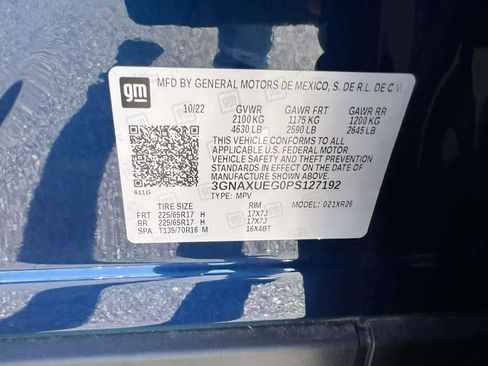 gm
MFD BY GENERAL MOTORS DE MEXICO, S. DE R.L. DE C.V.
10/22 GVWR GAWR FRT GAWR RR
2100 KG 1175 KG 1200 KG
4630 LB 2590 LB 2645 LB
THIS VEHICLE CONFORMS TO ALL APPLICABLE
U.S. FEDERAL MOTOR
VEHICLE SAFETY AND THEFT PREVENTION
STANDARDS IN EFFECT ON THE DATE OF
MANUFACTURE SHOWN ABOVE.
3GNAXUEG0PS127192
611G TYPE: MPV
TIRE SIZE RIM MODEL: 021XR26
FRT 225/65R17 H 17X7J
RR 225/65R17 H 17X7J
SPA T135/70R16 M 16X4BT